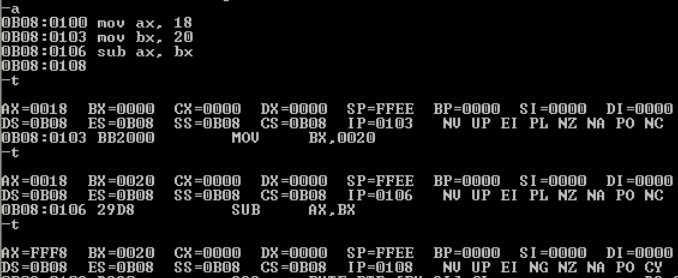 -a
0B08:0100 mov ax, 18
0B08:0103 mov bx, 20
0B08:0106 sub ax, bx
0B08:0108
-t
AX=0018 BX=0000 CX=0000 DX=0000 SP=FFEE BP=0000 SI=0000 DI=0000
DS=0B08 ES=0B08 SS=0B08 CS=0B08 IP=0103 NV UP EI PL NZ NA PO NC
0B08:0103 BB2000 MOV BX,0020
-t
AX=0018 BX=0020 CX=0000 DX=0000 SP=FFEE BP=0000 SI=0000 DI=0000
DS=0B08 ES=0B08 SS=0B08 CS=0B08 IP=0106 NV UP EI PL NZ NA PO NC
0B08:0106 29D8 SUB AX,BX
-t
AX=FFF8 BX=0020 CX=0000 DX=0000 SP=FFEE BP=0000 SI=0000 DI=0000
DS=0B08 ES=0B08 SS=0B08 CS=0B08 IP=0108 NV UP EI NG NZ NA PO CY